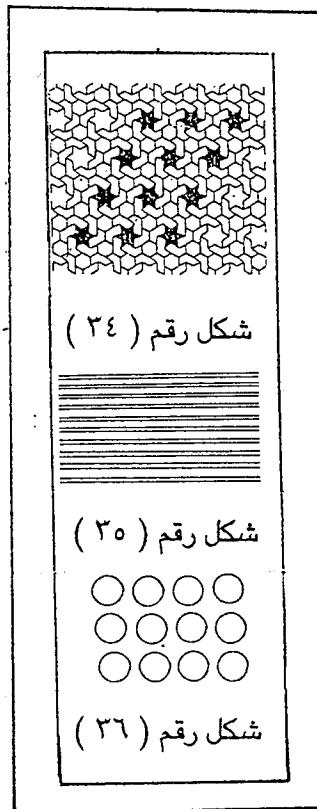 شكل رقم ( ٣٤ )
شكل رقم ( ٣٥ )
شكل رقم ( ٣٦ )